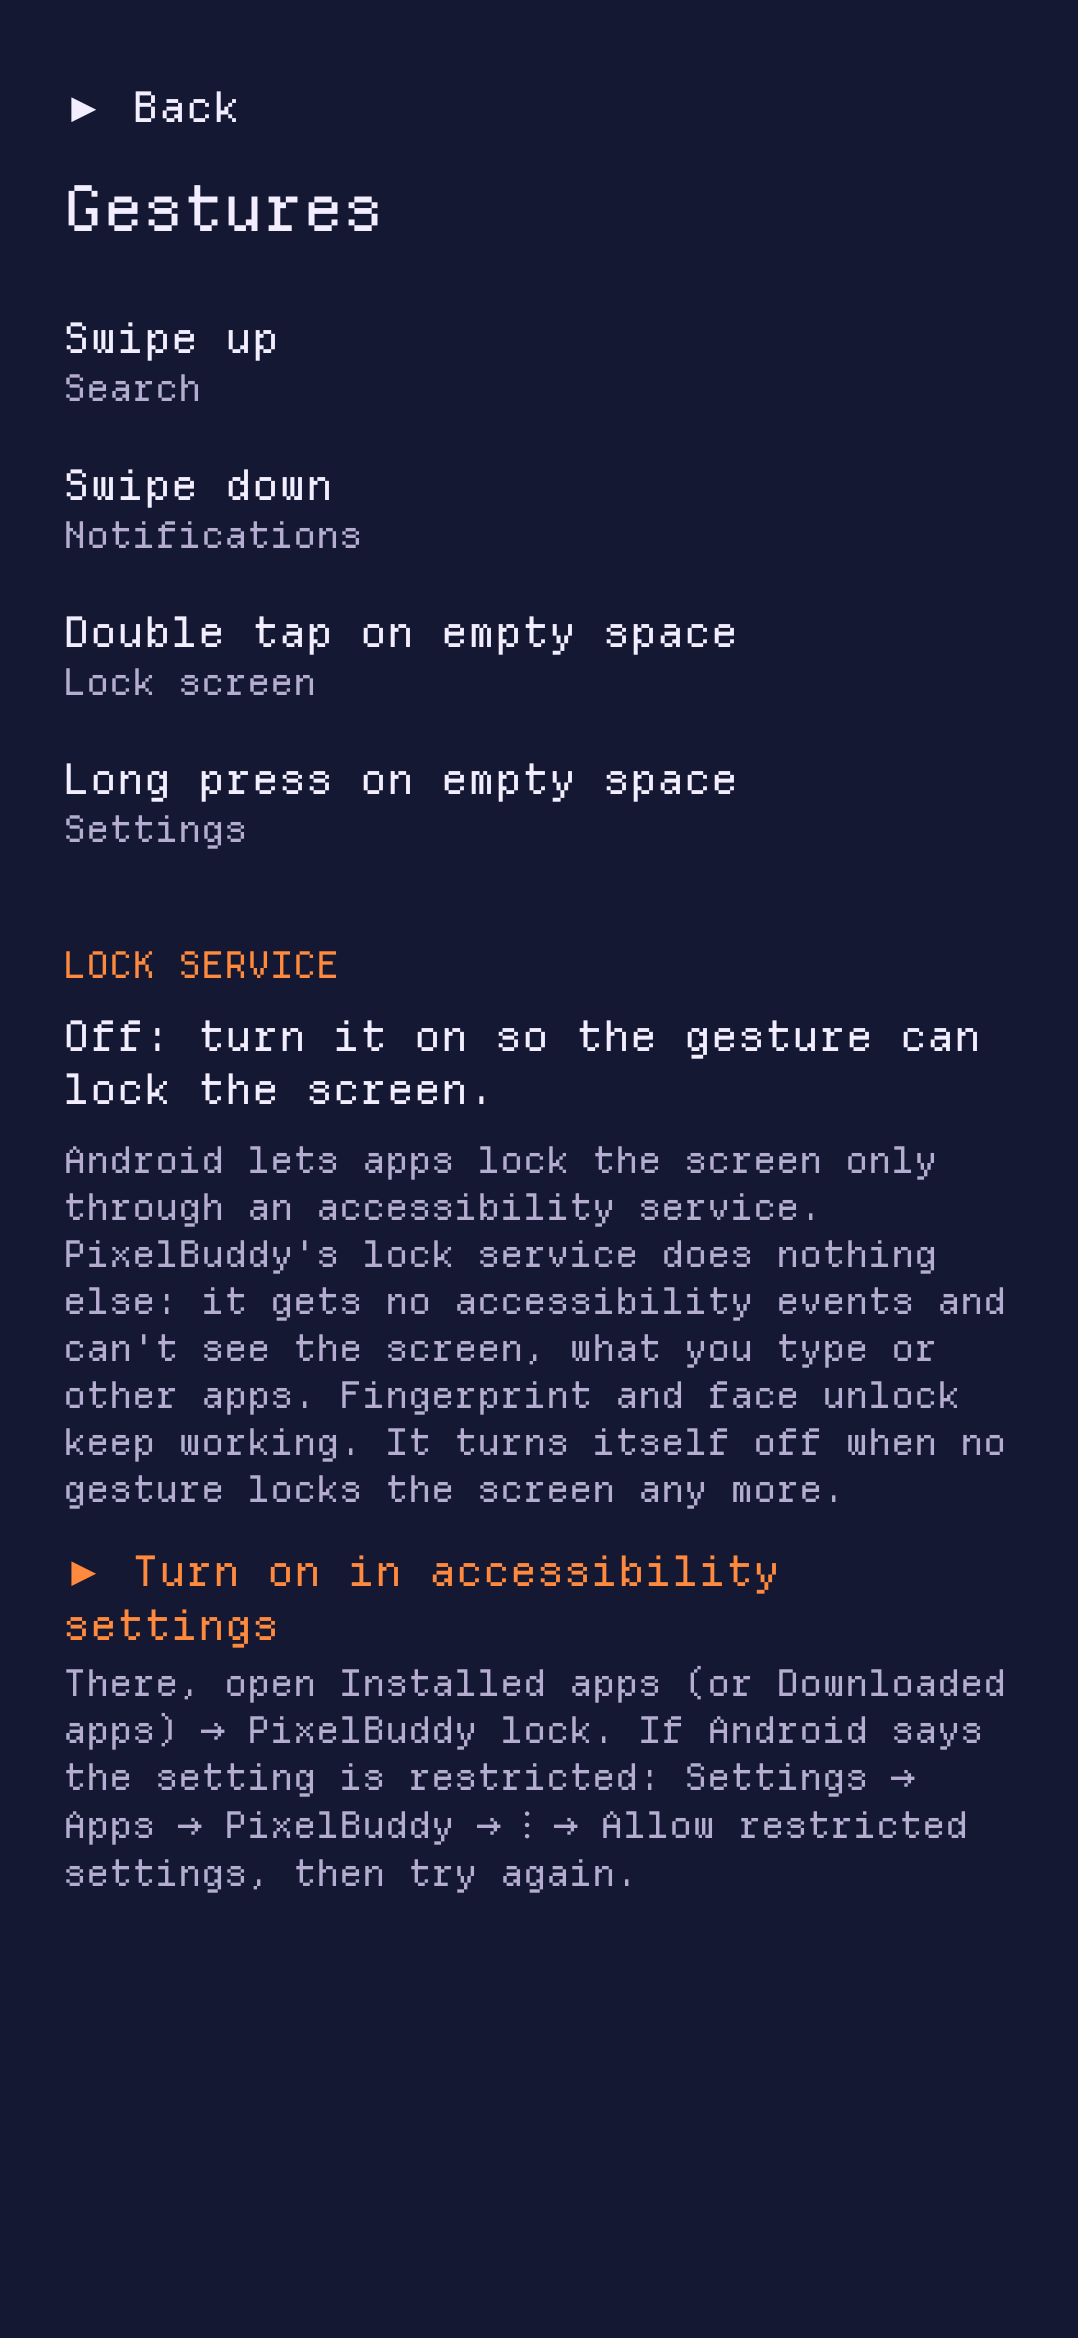 ▶ Back
Gestures
Swipe up
Search
Swipe down
Notifications
Double tap on empty space
Lock screen
Long press on empty space
Settings
LOCK SERVICE
Off: turn it on so the gesture can
lock the screen.
Android lets apps lock the screen only
through an accessibility service.
PixelBuddy's lock service does nothing
else: it gets no accessibility events and
can't see the screen, what you type or
other apps. Fingerprint and face unlock
keep working. It turns itself off when no
gesture locks the screen any more.
▶ Turn on in accessibility
settings
There, open Installed apps (or Downloaded
apps) → PixelBuddy lock. If Android says
the setting is restricted: Settings →
Apps → PixelBuddy → ⋮ → Allow restricted
settings, then try again.